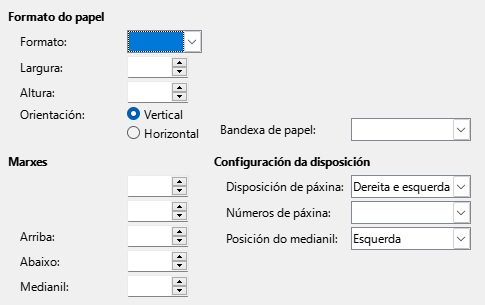 Formato do papel
Formato:
Largura:
Altura:
Orientación: Vertical
Horizontal Bandexa de papel:
Marxes Configuración da disposición
Disposición de páxina: Dereita e esquerda
Números de páxina:
Arriba: Posición do medianil: Esquerda
Abaixo:
Medianil: